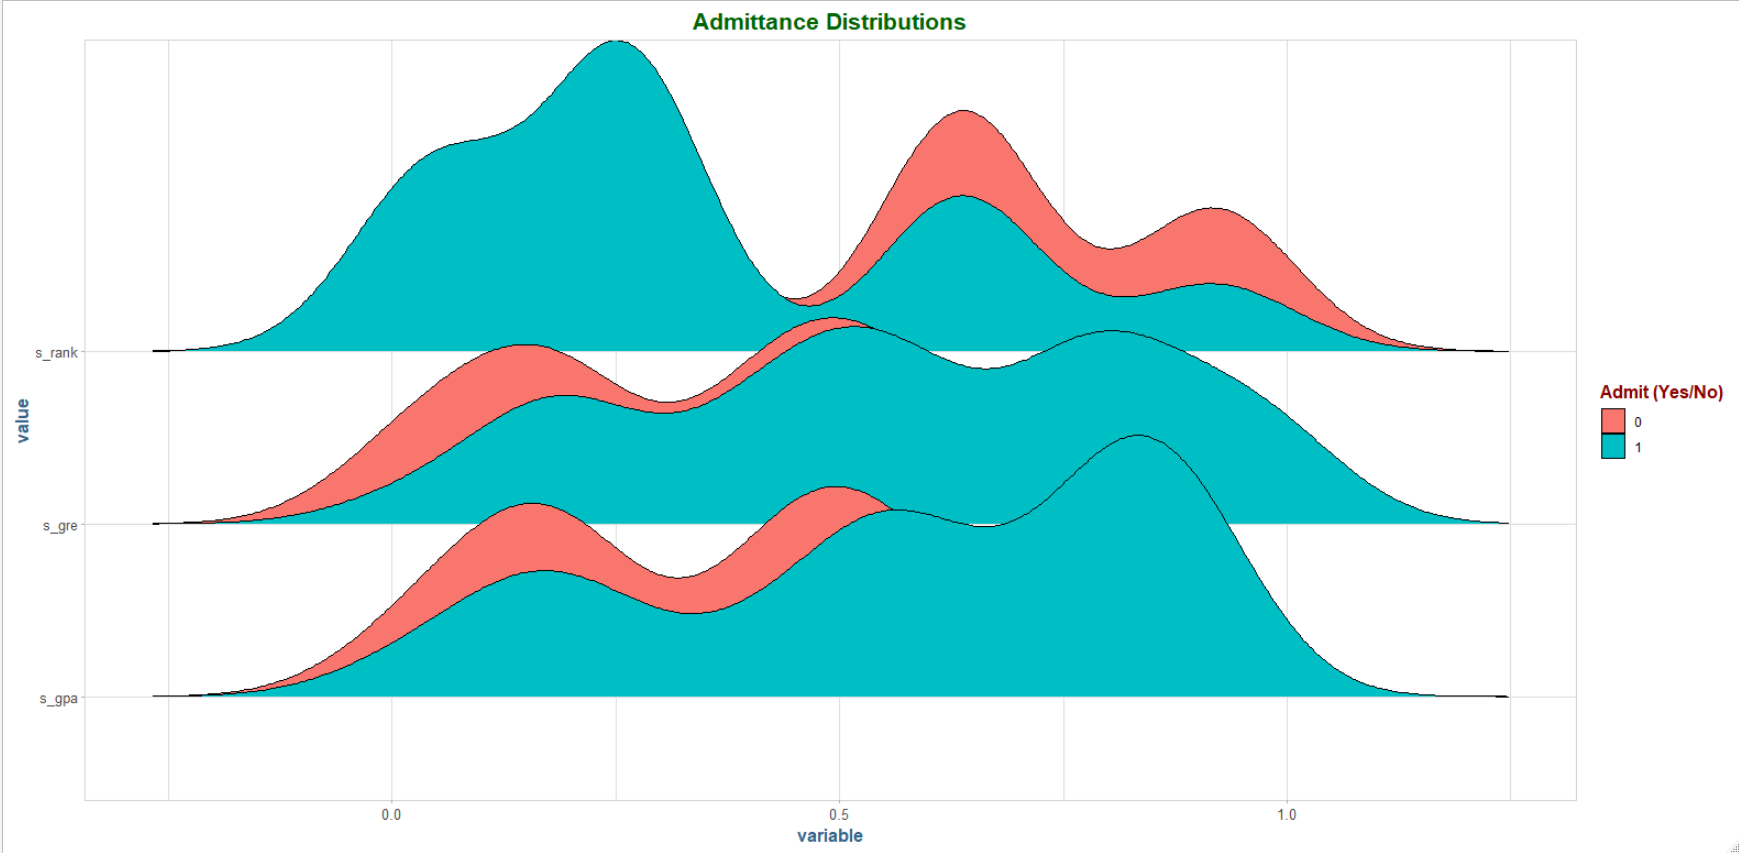 Admittance Distributions
s_rank
s_gre
s_gpa
value
0.0
0.5
1.0
variable
Admit (Yes/No)
0
1